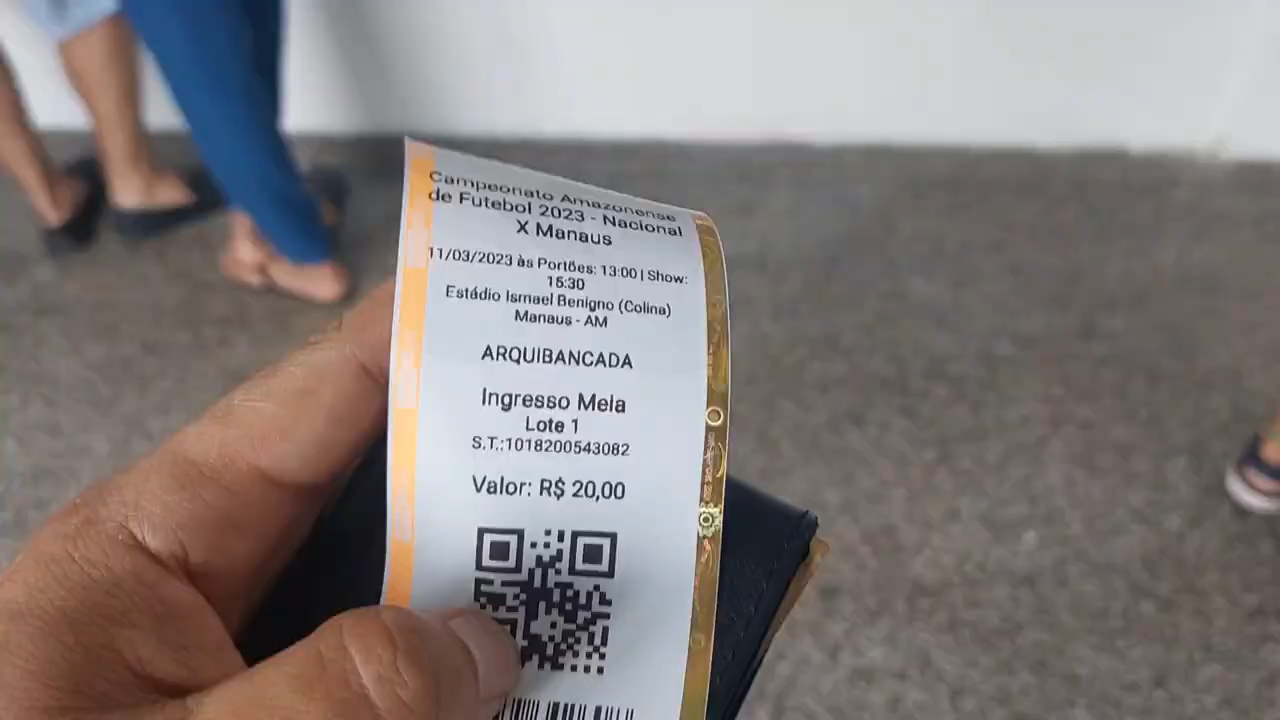 Campeonato Amazonense
de Futebol 2023 - Nacional
X Manaus
11/03/2023 às Portões: 13:00 | Show:
15:30
Estádio Ismael Benigno (Colina)
Manaus - AM
ARQUIBANCADA
Ingresso Meia
Lote 1
S.T.:1018200543082
Valor: R$ 20,00